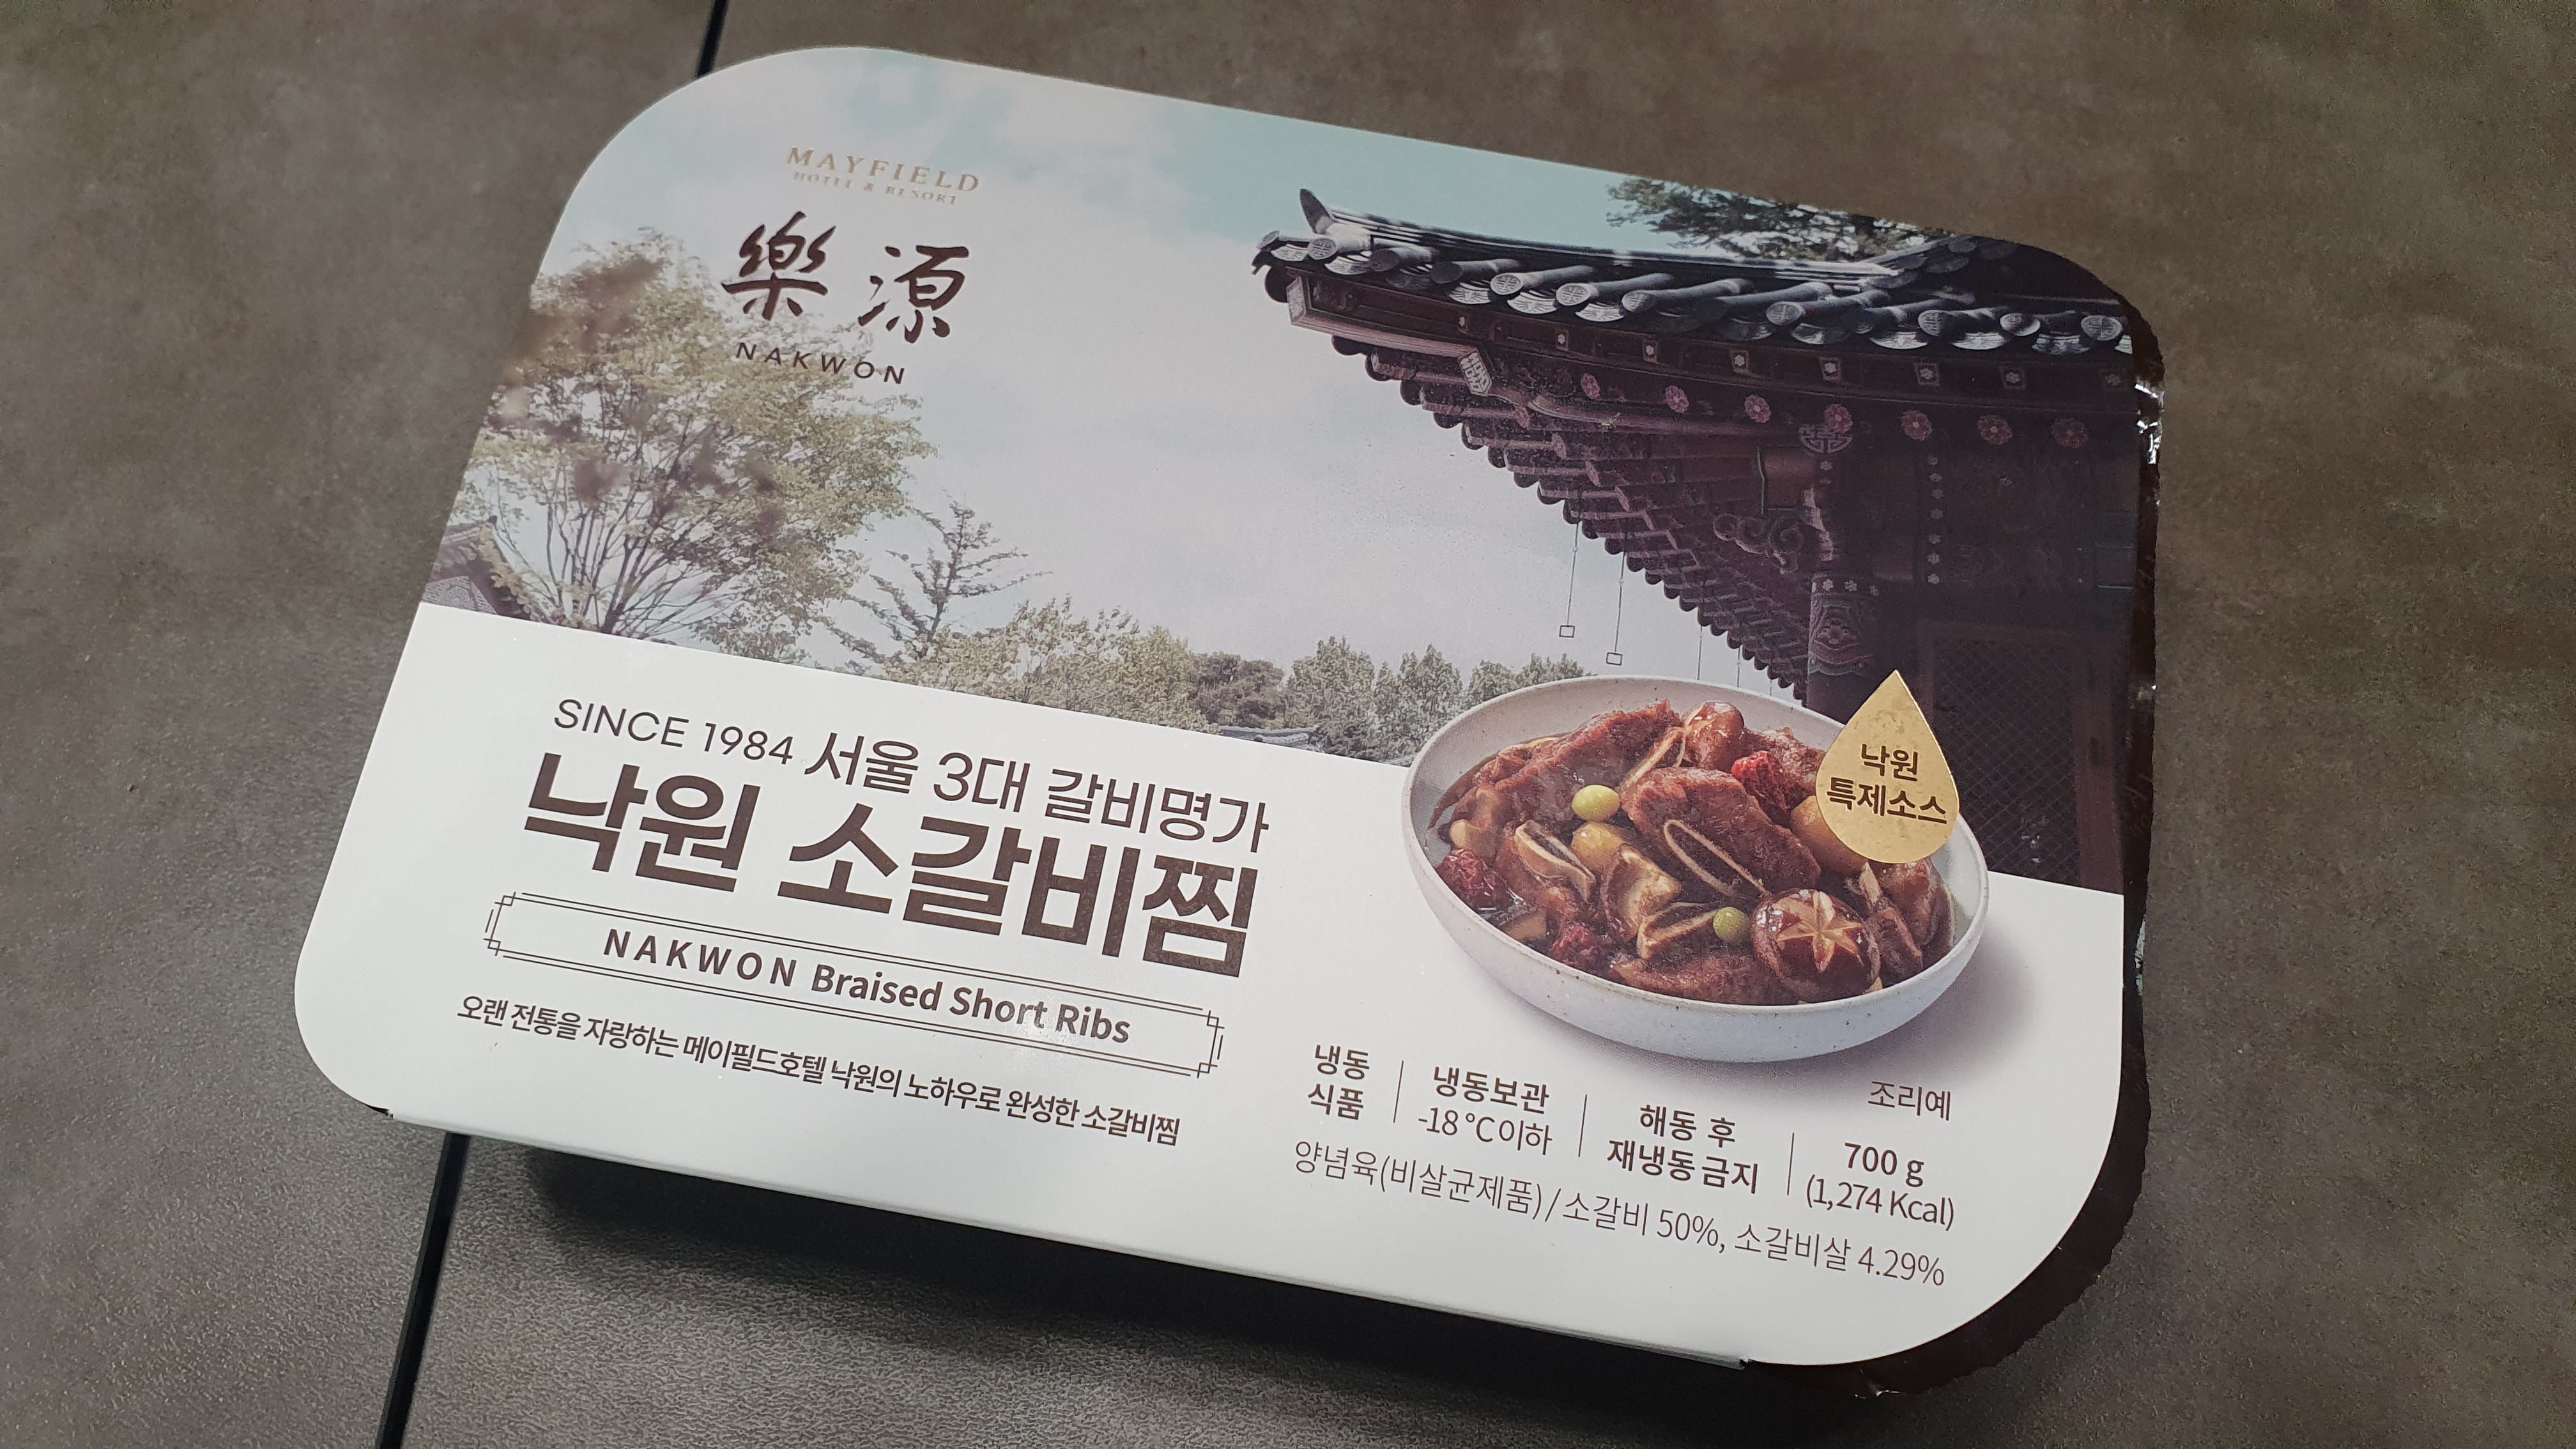 MAYFIELD
HOTEL & RESORT
樂源
NAKWON
SINCE 1984 서울 3대 갈비명가
낙원 소갈비찜
NAKWON Braised Short Ribs
오랜 전통을 자랑하는 메이필드호텔 낙원의 노하우로 완성한 소갈비찜
낙원
특제소스
조리예
냉동
식품
냉동보관
-18℃이하
해동 후
재냉동금지
700 g
(1,274 Kcal)
양념육(비살균제품)/소갈비 50%, 소갈비살 4.29%